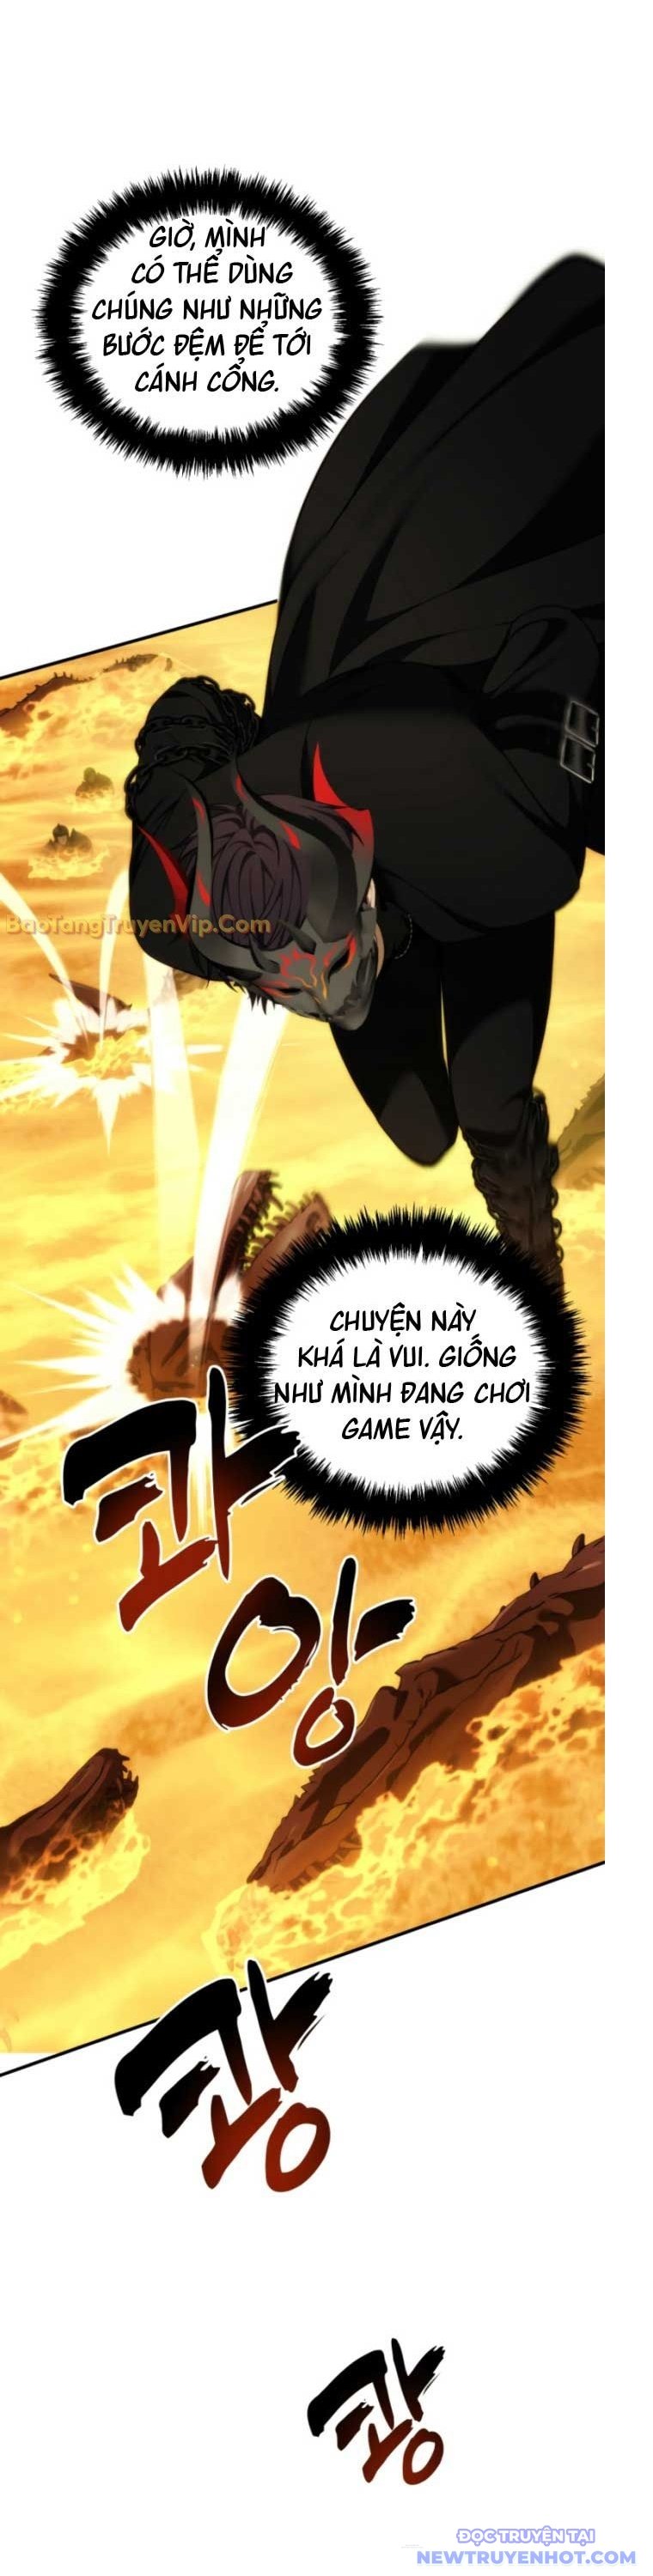 GIỜ, MÌNH
CÓ THỂ DÙNG
CHÚNG NHƯ NHỮNG
BƯỚC ĐỆM ĐỂ TỚI
CÁNH CỔNG.
BaoTangTruyenVip.Com
CHUYỆN NÀY
KHÁ LÀ VUI. GIỐNG
NHƯ MÌNH ĐANG CHƠI
GAME VẬY.
콰
앙
쾅
쾅
ĐỌC TRUYỆN TẠI
NEWTRUYENHOT.COM